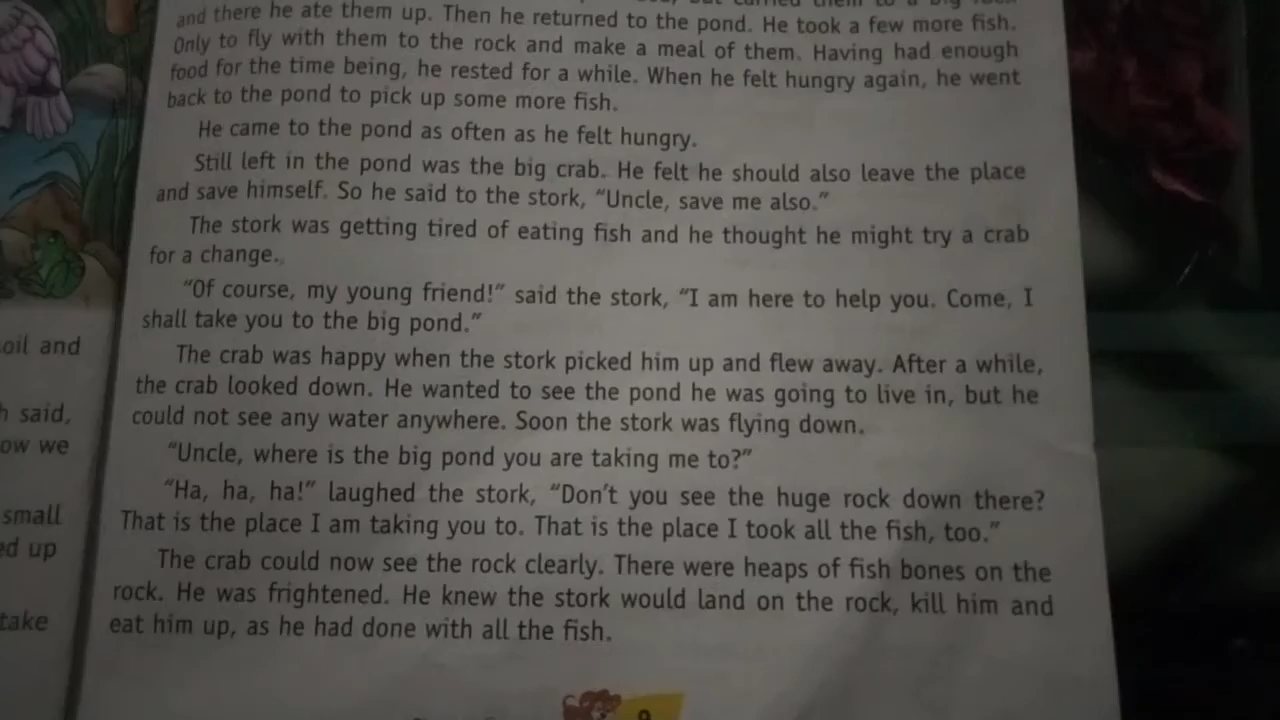 and there he ate them up. Then he returned to the pond. He took a few more fish.
Only to fly with them to the rock and make a meal of them. Having had enough
food for the time being, he rested for a while. When he felt hungry again, he went
back to the pond to pick up some more fish.
He came to the pond as often as he felt hungry.
Still left in the pond was the big crab. He felt he should also leave the place
and save himself. So he said to the stork, “Uncle, save me also.”
The stork was getting tired of eating fish and he thought he might try a crab
for a change.
“Of course, my young friend!” said the stork, “I am here to help you. Come, I
shall take you to the big pond.”
The crab was happy when the stork picked him up and flew away. After a while,
the crab looked down. He wanted to see the pond he was going to live in, but he
could not see any water anywhere. Soon the stork was flying down.
“Uncle, where is the big pond you are taking me to?”
“Ha, ha, ha!” laughed the stork, “Don’t you see the huge rock down there?
That is the place I am taking you to. That is the place I took all the fish, too.”
The crab could now see the rock clearly. There were heaps of fish bones on the
rock. He was frightened. He knew the stork would land on the rock, kill him and
eat him up, as he had done with all the fish.
oil and
said,
ow we
small
ed up
take